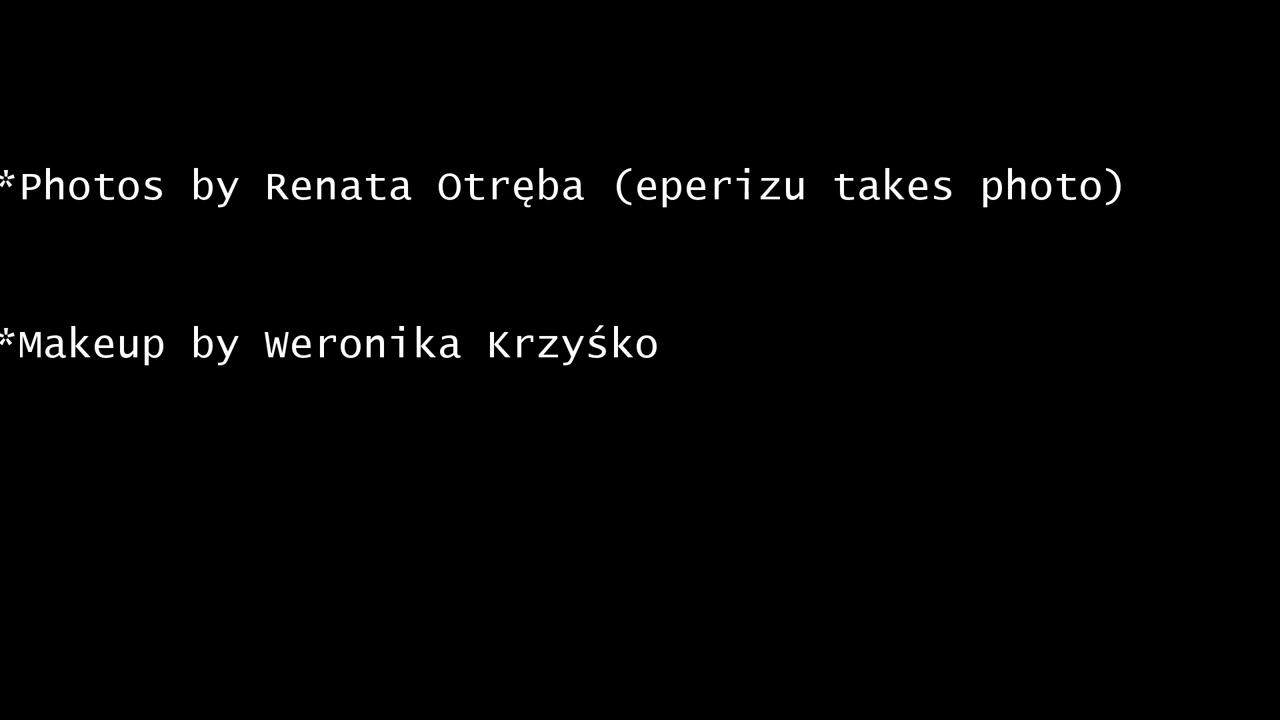 *Photos by Renata Otręba (eperizu takes photo)
*Makeup by Weronika Krzyśko